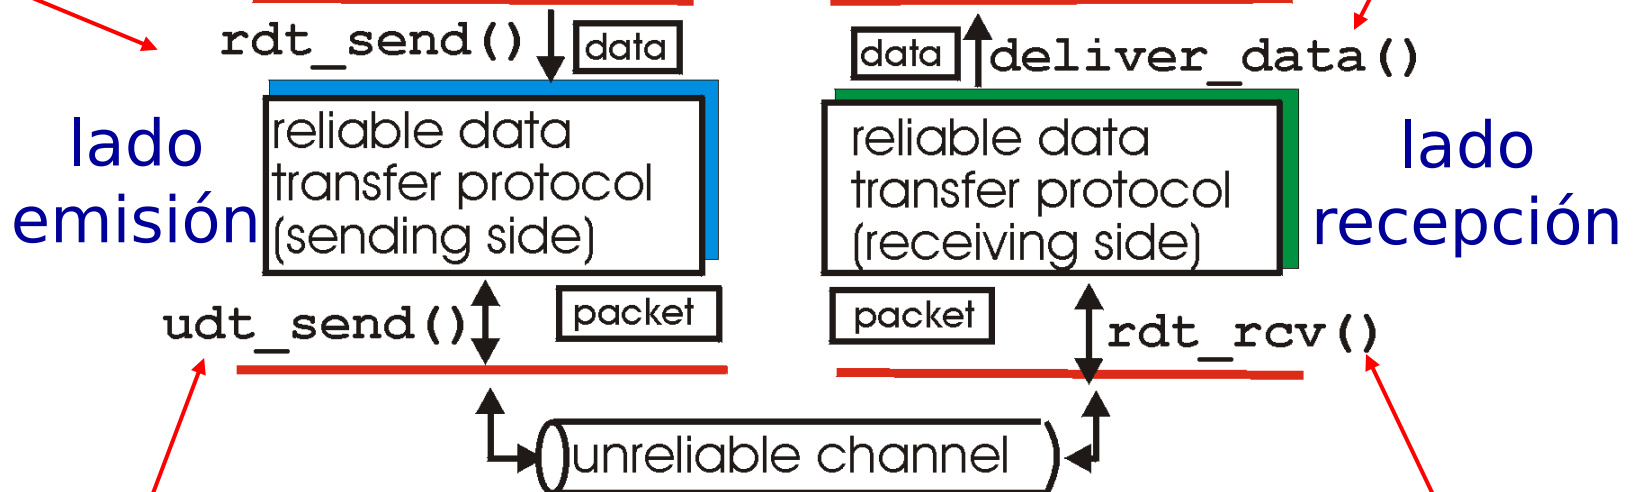 rdt_send()
data
data
deliver_data()
lado
emisión
reliable data
transfer protocol
(sending side)
reliable data
transfer protocol
(receiving side)
lado
recepción
udt_send()
packet
packet
rdt_rcv()
unreliable channel